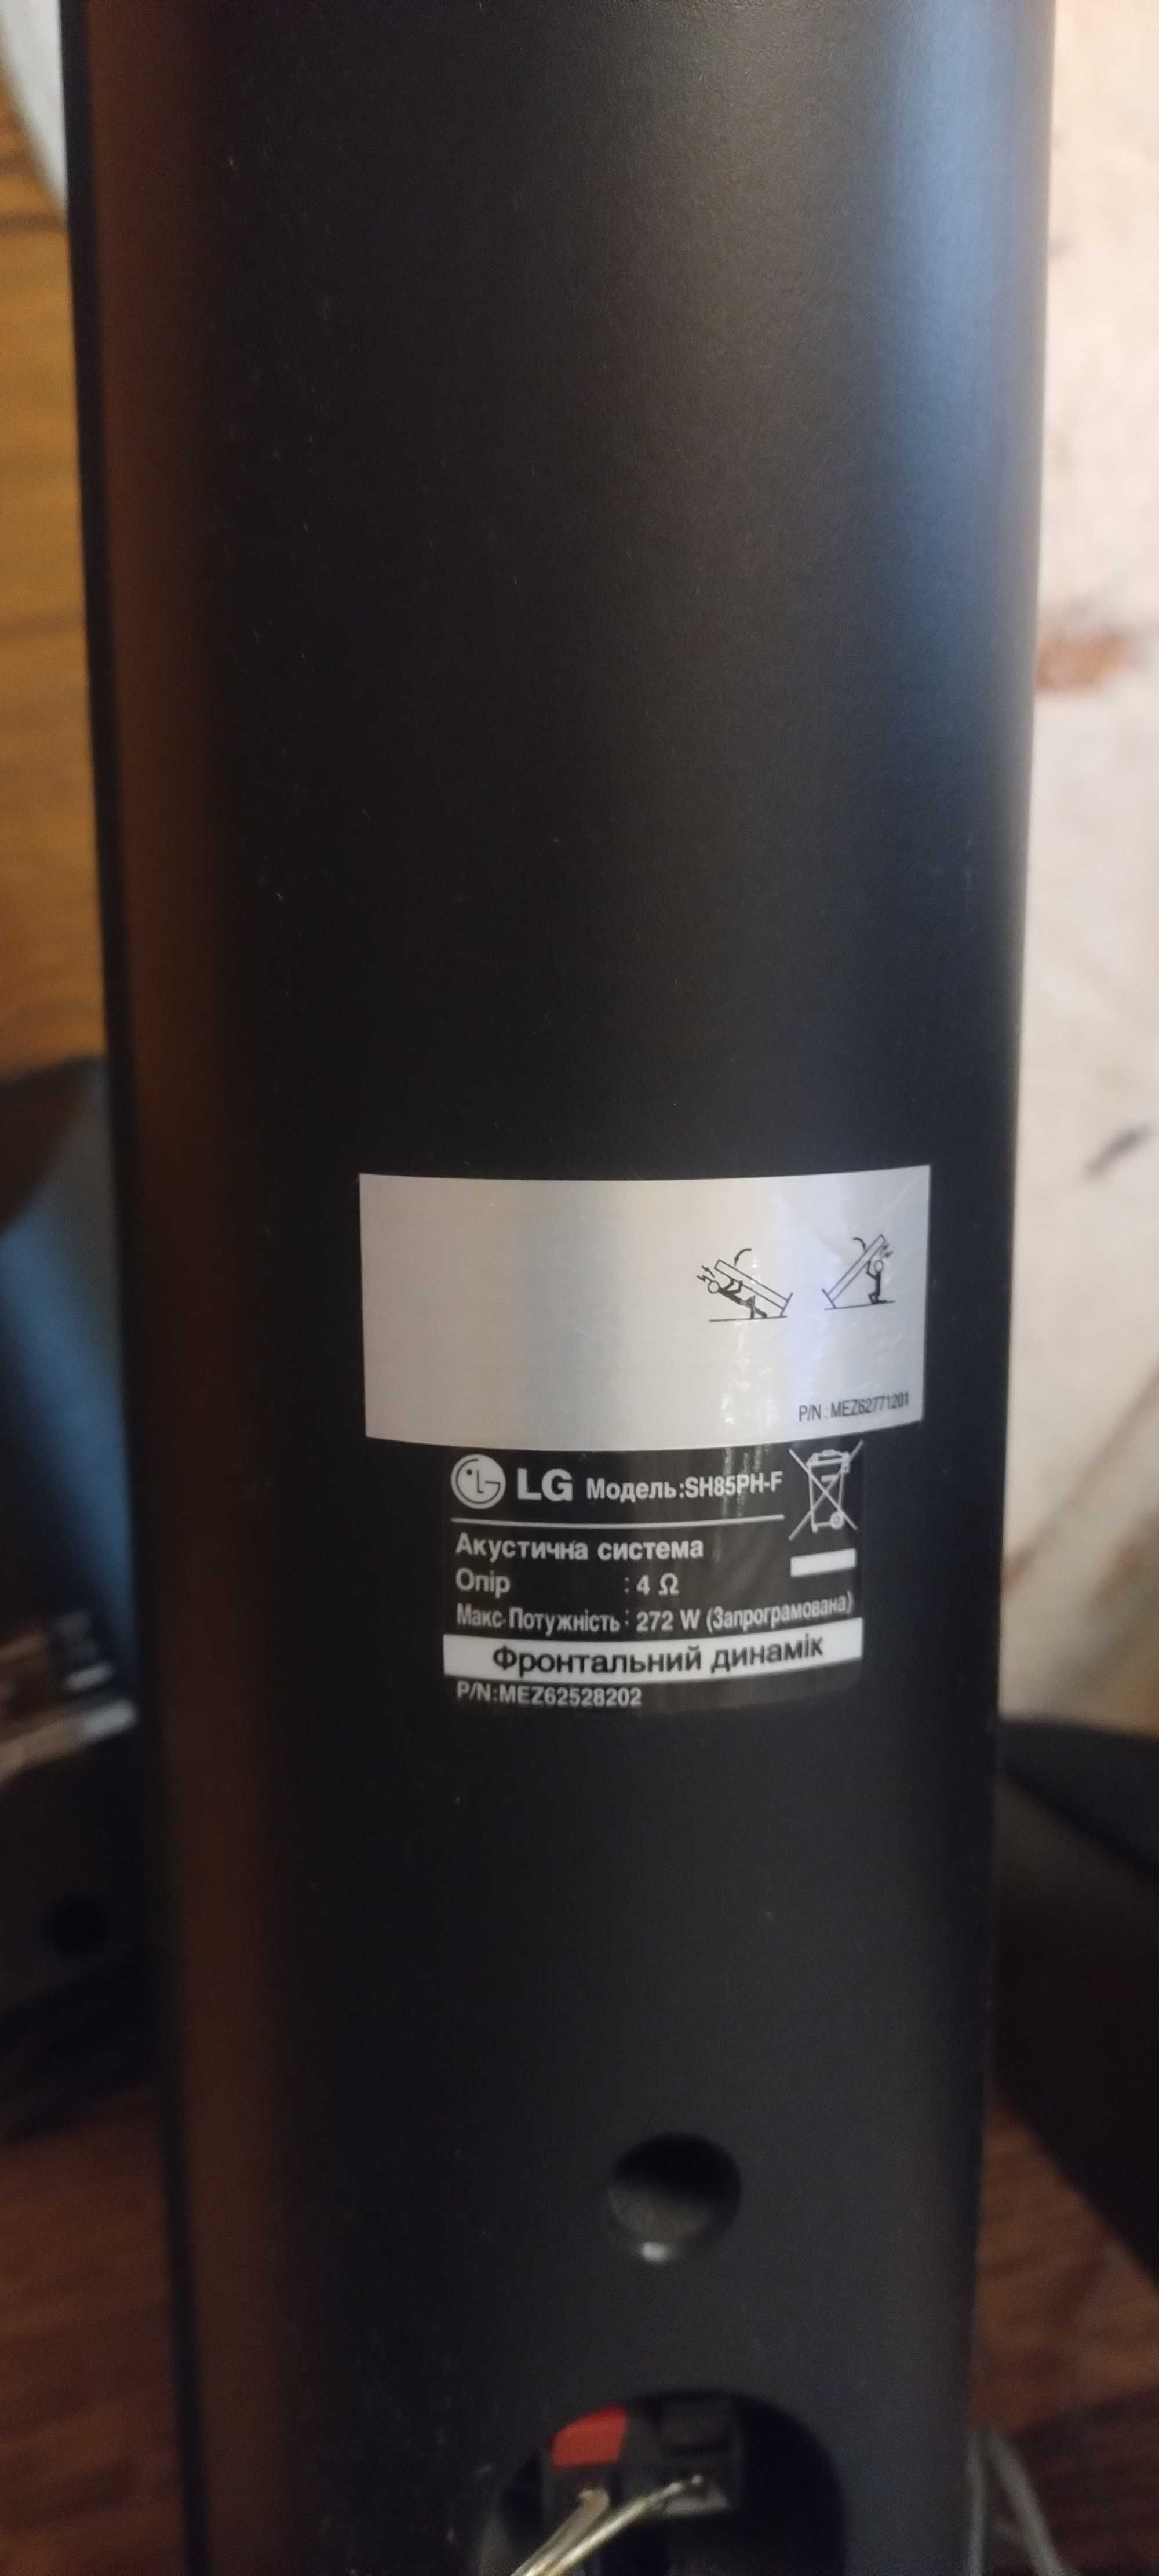 P/N : MEZ62771201
LG Модель:SH85PH-F
Акустична система
Опір : 4 Ω
Макс·Потужність : 272 W (Запрограмована)
Фронтальний динамік
P/N:MEZ62528202